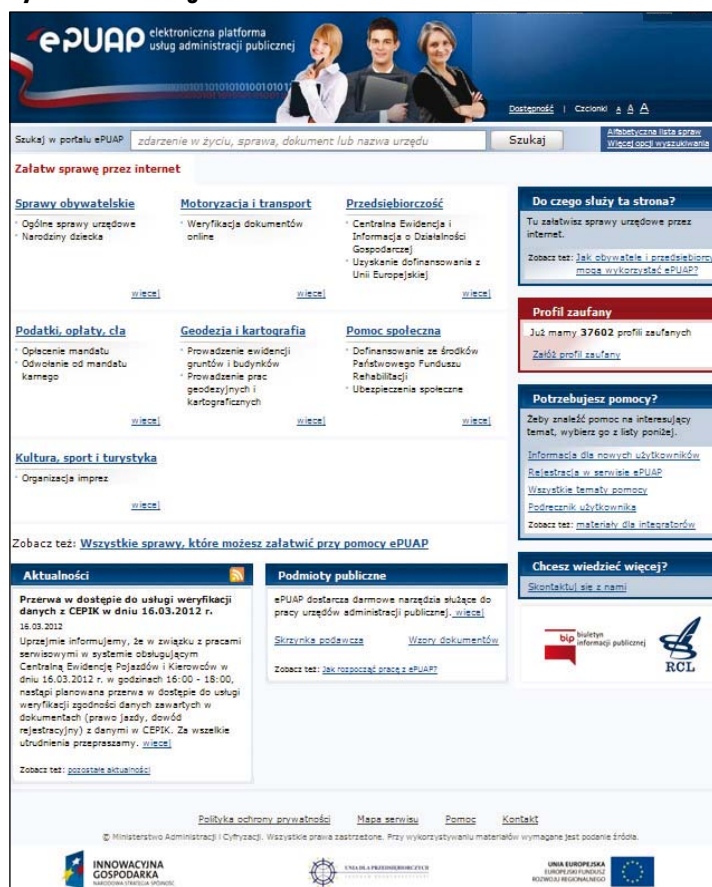 ePUAP elektroniczna platforma
usług administracji publicznej
Dostępność | Czcionki A A A
Szukaj w portalu ePUAP zdarzenie w życiu, sprawa, dokument lub nazwa urzędu Szukaj
Alfabetyczna lista spraw
Więcej opcji wyszukiwania
Załatw sprawę przez internet
Sprawy obywatelskie
Ogólne sprawy urzędowe
Narodziny dziecka
więcej
Motoryzacja i transport
Weryfikacja dokumentów
online
więcej
Przedsiębiorczość
Centralna Ewidencja i
Informacja o Działalności
Gospodarczej
Uzyskanie dofinansowania z
Unii Europejskiej
więcej
Podatki, opłaty, cła
Opłacenie mandatu
Odwołanie od mandatu
karnego
więcej
Geodezja i kartografia
Prowadzenie ewidencji
gruntów i budynków
Prowadzenie prac
geodezyjnych i
kartograficznych
więcej
Pomoc społeczna
Dofinansowanie ze środków
Państwowego Funduszu
Rehabilitacji
Ubezpieczenia społeczne
więcej
Kultura, sport i turystyka
Organizacja imprez
więcej
Zobacz też: Wszystkie sprawy, które możesz załatwić przy pomocy ePUAP
Aktualności
Przerwa w dostępie do usługi weryfikacji
danych z CEPIK w dniu 16.03.2012 r.
16.03.2012
Uprzejmie informujemy, że w związku z pracami
serwisowymi w systemie obsługującym
Centralną Ewidencję Pojazdów i Kierowców w
dniu 16.03.2012 r. w godzinach 16:00 - 18:00,
nastąpi planowana przerwa w dostępie do usługi
weryfikacji zgodności danych zawartych w
dokumentach (prawo jazdy, dowód
rejestracyjny) z danymi w CEPIK. Za wszelkie
utrudnienia przepraszamy. więcej
Zobacz też: pozostałe aktualności
Podmioty publiczne
ePUAP dostarcza darmowe narzędzia służące do
pracy urzędów administracji publicznej. więcej
Skrzynka podawcza Wzory dokumentów
Zobacz też: Jak rozpocząć pracę z ePUAP?
Do czego służy ta strona?
Tu załatwisz sprawy urzędowe przez
internet.
Zobacz też: Jak obywatele i przedsiębiorcy
mogą wykorzystać ePUAP?
Profil zaufany
Już mamy 37602 profili zaufanych
Załóż profil zaufany
Potrzebujesz pomocy?
Żeby znaleźć pomoc na interesujący
temat, wybierz go z listy poniżej.
Informacja dla nowych użytkowników
Rejestracja w serwisie ePUAP
Wszystkie tematy pomocy
Podręcznik użytkownika
Zobacz też: materiały dla integratorów
Chcesz wiedzieć więcej?
Skontaktuj się z nami
bip biuletyn
informacji publicznej
RCL
Polityka ochrony prywatności Mapa serwisu Pomoc Kontakt
© Ministerstwo Administracji i Cyfryzacji. Wszystkie prawa zastrzeżone. Przy wykorzystywaniu materiałów wymagane jest podanie źródła.
INNOWACYJNA
GOSPODARKA
NARODOWA STRATEGIA SPÓJNOŚCI
UNIA DLA PRZEDSIĘBIORCZYCH
UNIA EUROPEJSKA
EUROPEJSKI FUNDUSZ
ROZWOJU REGIONALNEGO